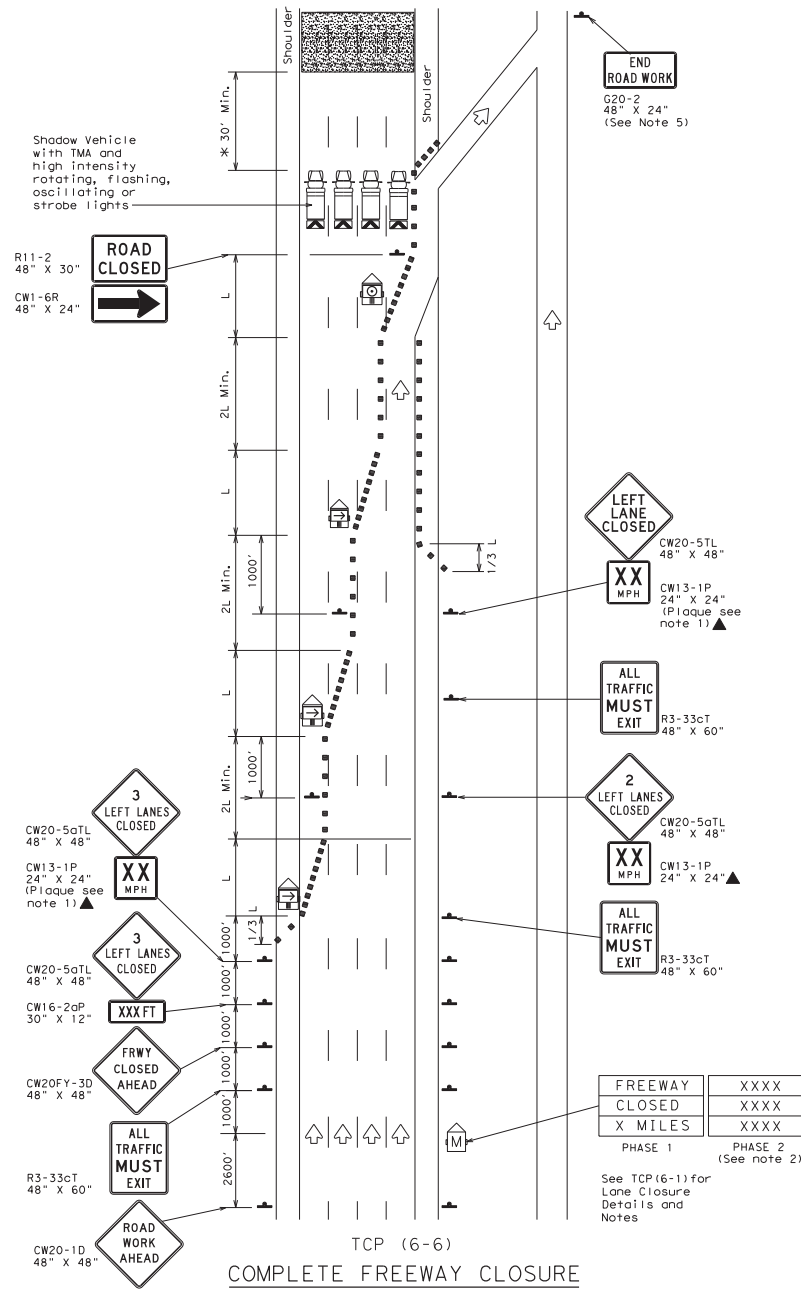 Shoulder
Shoulder
* 30' Min.
END
ROAD WORK
G20-2
48" X 24"
(See Note 5)
Shadow Vehicle
with TMA and
high intensity
rotating, flashing,
oscillating or
strobe lights
R11-2
48" X 30"
ROAD
CLOSED
CW1-6R
48" X 24"
L
2L Min.
L
1000'
2L Min.
1/3 L
LEFT
LANE
CLOSED
CW20-5TL
48" X 48"
XX
MPH
CW13-1P
24" X 24"
(Plaque see
note 1)▲
L
ALL
TRAFFIC
MUST
EXIT
R3-33cT
48" X 60"
1000'
2L Min.
2
LEFT LANES
CLOSED
CW20-5aTL
48" X 48"
XX
MPH
CW13-1P
24" X 24"▲
3
LEFT LANES
CLOSED
CW20-5aTL
48" X 48"
CW13-1P
24" X 24"
(Plaque see
note 1)▲
XX
MPH
L
1/3 L
1000'
ALL
TRAFFIC
MUST
EXIT
R3-33cT
48" X 60"
3
LEFT LANES
CLOSED
CW20-5aTL
48" X 48"
CW16-2aP
30" X 12"
XXX FT
1000'
FRWY
CLOSED
AHEAD
CW20FY-3D
48" X 48"
1000'
1000'
ALL
TRAFFIC
MUST
EXIT
R3-33cT
48" X 60"
1000'
2600'
M
FREEWAY
CLOSED
X MILES
PHASE 1
XXXX
XXXX
XXXX
PHASE 2
(See note 2)
See TCP(6-1)for
Lane Closure
Details and
Notes
ROAD
WORK
AHEAD
CW20-1D
48" X 48"
TCP (6-6)
COMPLETE FREEWAY CLOSURE